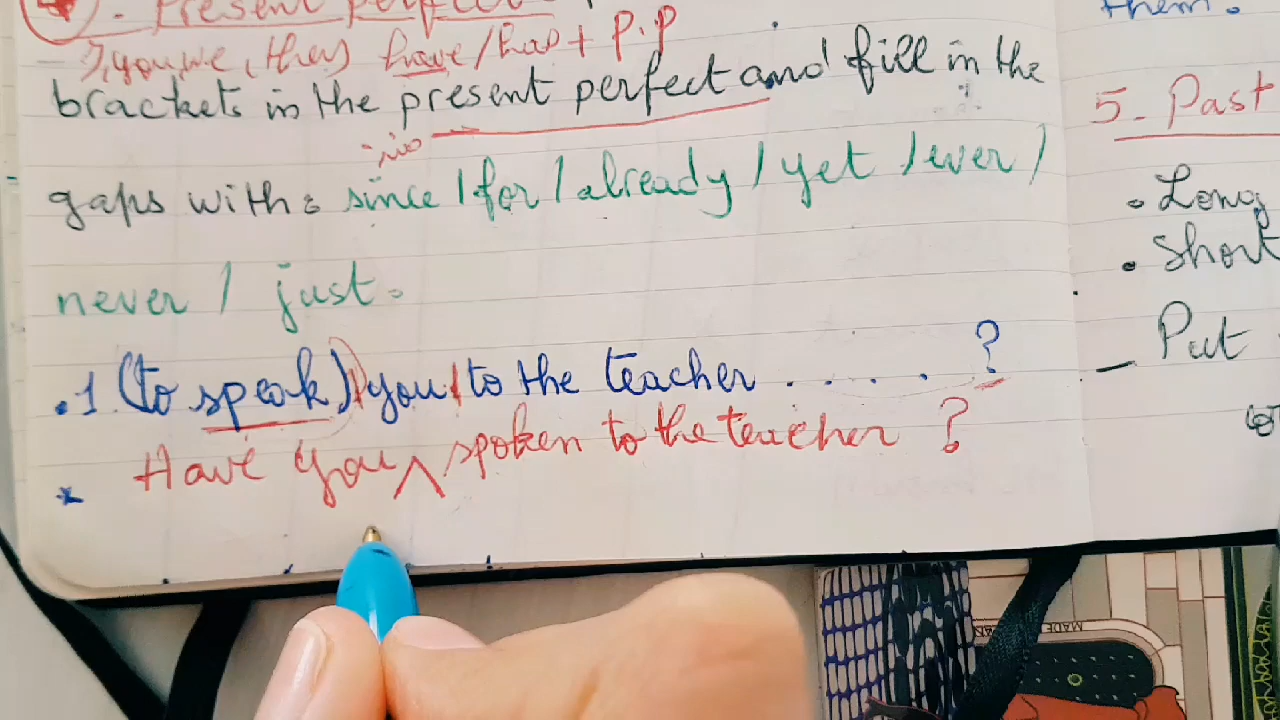 - Present perfect
I, you, we, they have/has + p.p
brackets in the present perfect and fill in the
gaps with: since / for / already / yet / ever /
never / just.
.1 (to speak) / you / to the teacher . . . . ?
* Have you ^ spoken to the teacher ?
them.
5. Past
• Long
• Short
_ Put
MADE